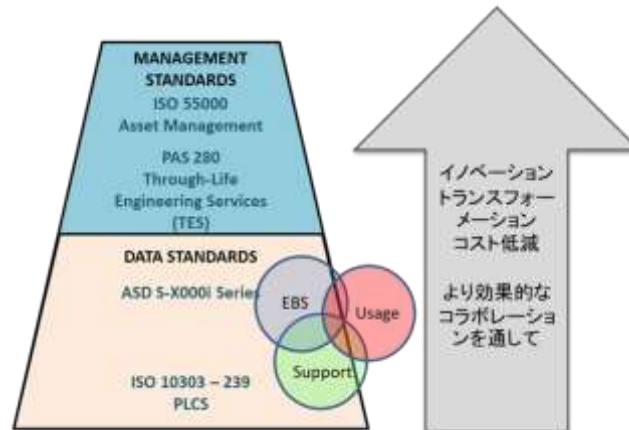 MANAGEMENT
STANDARDS
ISO 55000
Asset Management
PAS 280
Through-Life
Engineering Services
(TES)
DATA STANDARDS
ASD S-X000i Series
EBS
Usage
Support
ISO 10303 – 239
PLCS
イノベーション
トランスフォー
メーション
コスト低減
より効果的な
コラボレーショ
ンを通して